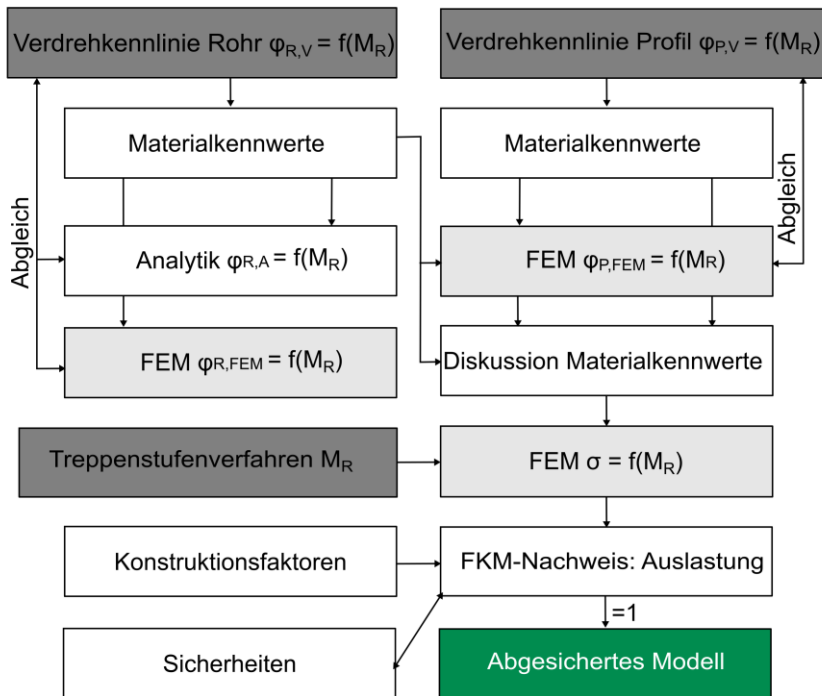 Verdrehkennlinie Rohr φR,V = f(MR)
Verdrehkennlinie Profil φP,V = f(MR)
Materialkennwerte
Materialkennwerte
Abgleich
Abgleich
Analytik φR,A = f(MR)
FEM φP,FEM = f(MR)
FEM φR,FEM = f(MR)
Diskussion Materialkennwerte
Treppenstufenverfahren MR
FEM σ = f(MR)
Konstruktionsfaktoren
FKM-Nachweis: Auslastung
=1
Sicherheiten
Abgesichertes Modell